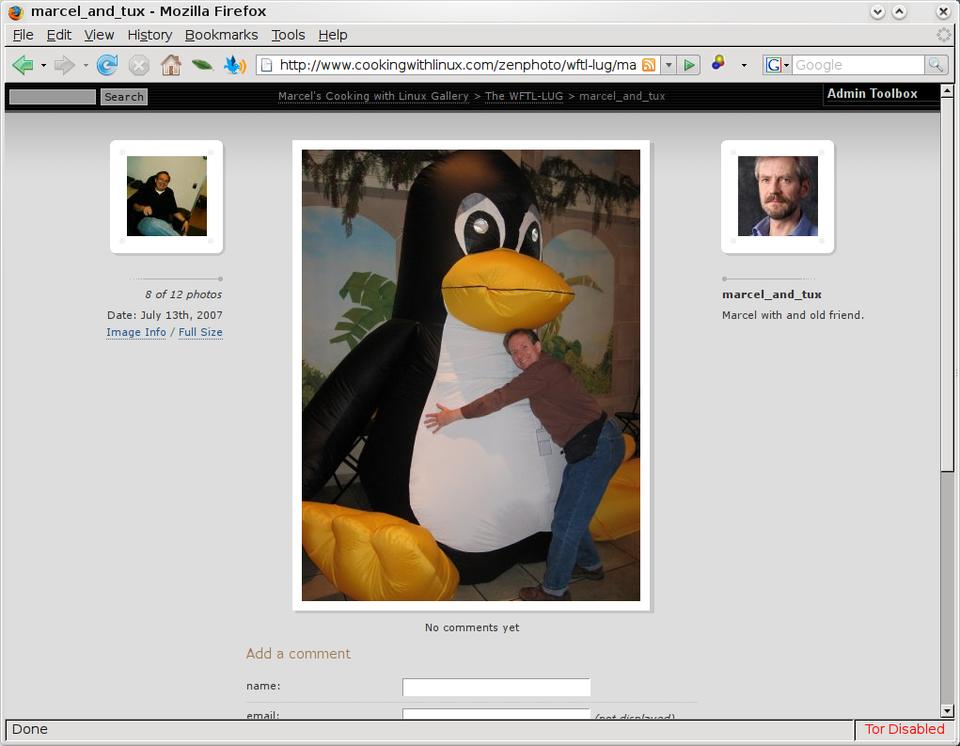 marcel_and_tux - Mozilla Firefox
File Edit View History Bookmarks Tools Help
http://www.cookingwithlinux.com/zenphoto/wftl-lug/ma
G Google
Search
Marcel's Cooking with Linux Gallery > The WFTL-LUG > marcel_and_tux
Admin Toolbox
8 of 12 photos
Date: July 13th, 2007
Image Info / Full Size
marcel_and_tux
Marcel with and old friend.
No comments yet
Add a comment
name:
email: (not displayed)
Done
Tor Disabled